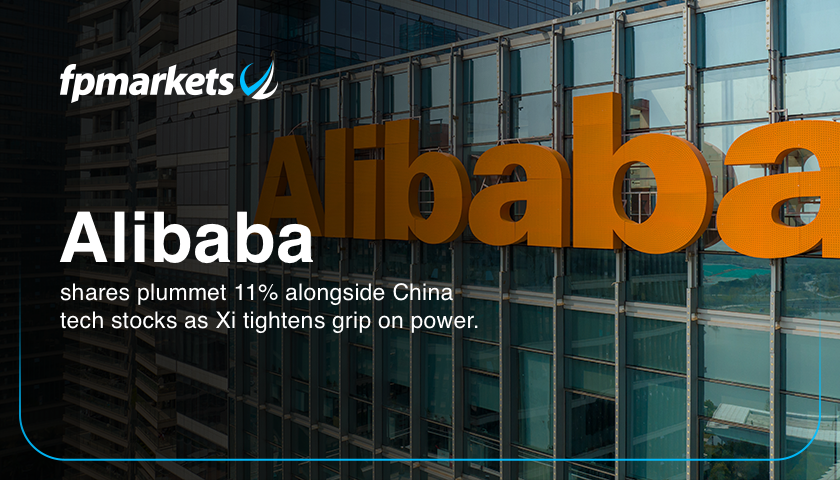 fpmarkets
Alibaba
Alibaba
shares plummet 11% alongside China
tech stocks as Xi tightens grip on power.